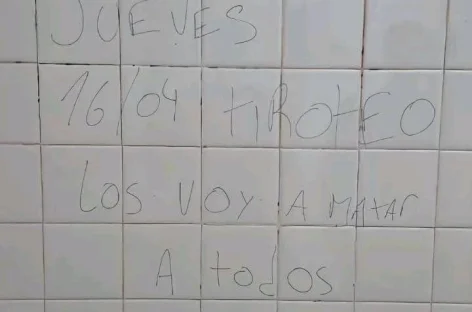 JUEVES
16/04 tIROtEO
LOS VOY A MAtAr
A todos